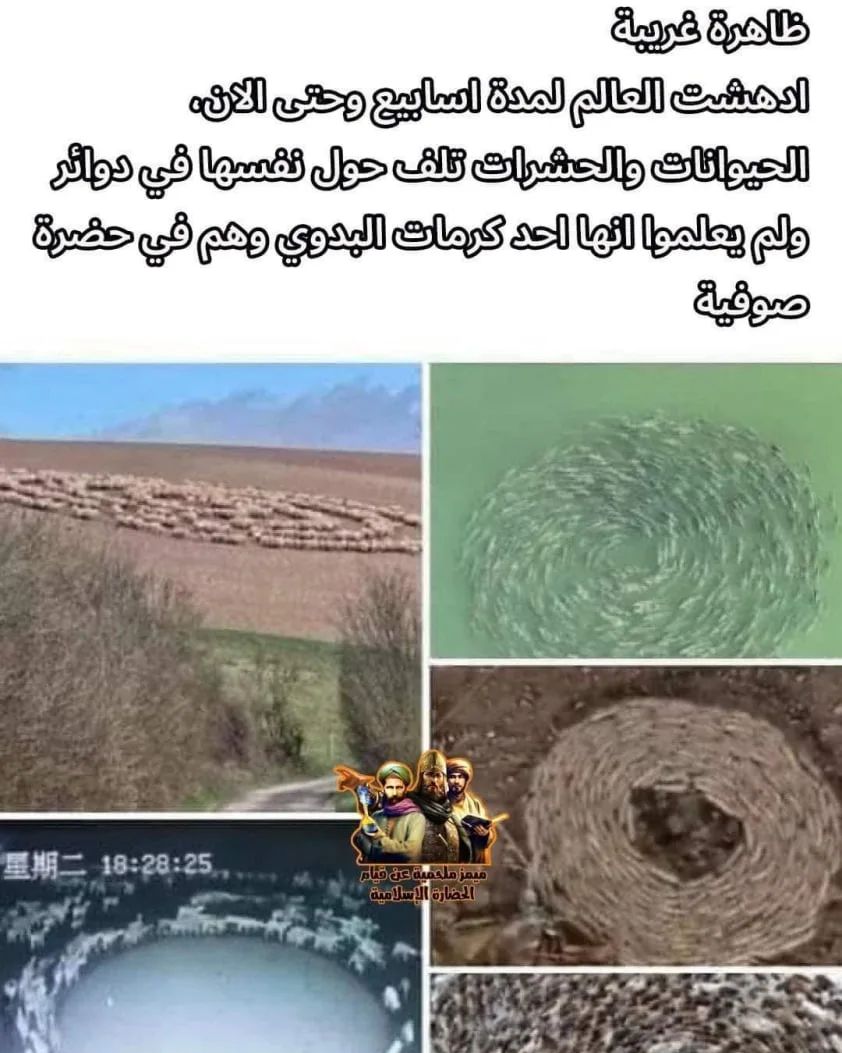 ظاهرة غريبة
ادهشت العالم لمدة اسابيع وحتى الان،
الحيوانات والحشرات تلف حول نفسها في دوائر
ولم يعلموا انها احد كرمات البدوي وهم في حضرة
صوفية
星期二 18:28:25
ميمز ملحمية عن قيام
الحضارة الإسلامية